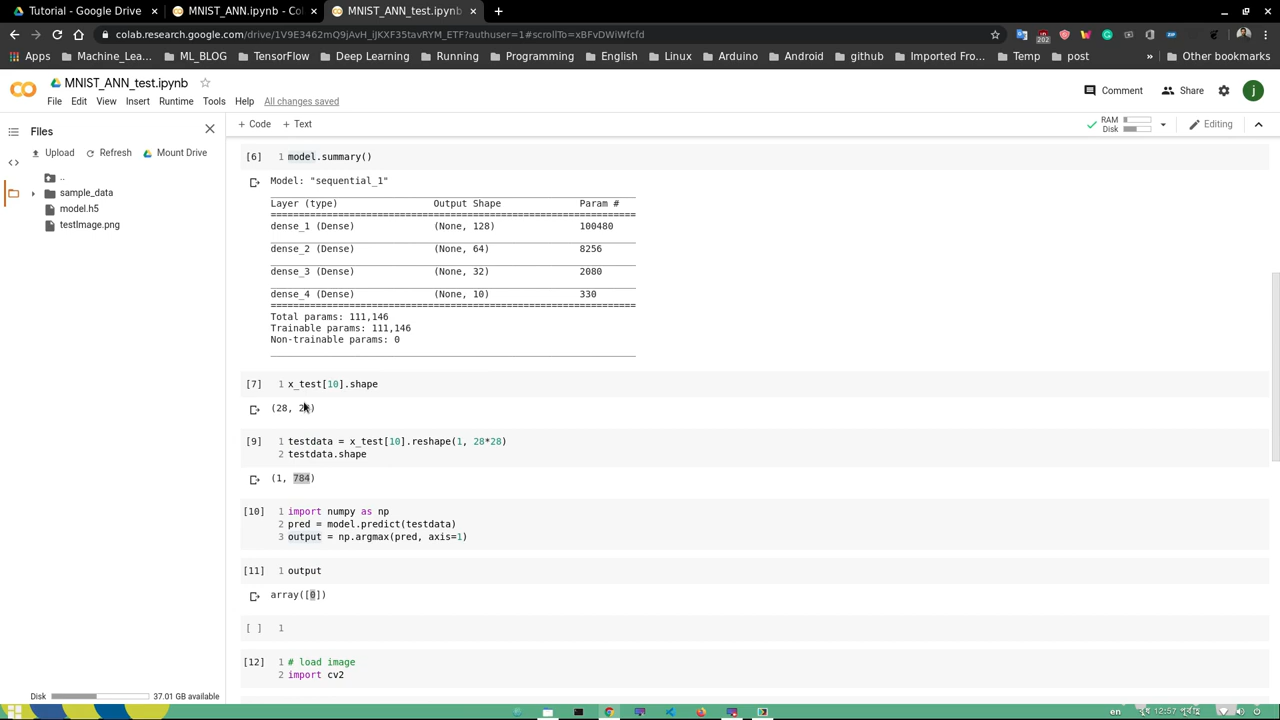 Tutorial - Google Drive
MNIST_ANN.ipynb - Co
MNIST_ANN_test.ipynb
colab.research.google.com/drive/1V9E3462mQ9jAvH_iJKXF35tavRYM_ETF?authuser=1#scrollTo=xBFvDWiWfcfd
202
Apps Machine_Lea... ML_BLOG TensorFlow Deep Learning Running Programming English Linux Arduino Android github Imported Fro... Temp post » Other bookmarks
MNIST_ANN_test.ipynb
Comment Share j
File Edit View Insert Runtime Tools Help All changes saved
Files
+ Code + Text
RAM
Disk
Editing
Upload Refresh Mount Drive
..
sample_data
model.h5
testImage.png
[6] 1 model.summary()
Model: "sequential_1"
Layer (type) Output Shape Param #
dense_1 (Dense) (None, 128) 100480
dense_2 (Dense) (None, 64) 8256
dense_3 (Dense) (None, 32) 2080
dense_4 (Dense) (None, 10) 330
Total params: 111,146
Trainable params: 111,146
Non-trainable params: 0
[7] 1 x_test[10].shape
(28, 2 )
[9] 1 testdata = x_test[10].reshape(1, 28*28)
2 testdata.shape
(1, 784)
[10] 1 import numpy as np
2 pred = model.predict(testdata)
3 output = np.argmax(pred, axis=1)
[11] 1 output
array([0])
[ ] 1
[12] 1 # load image
2 import cv2
Disk 37.01 GB available
en 12:57